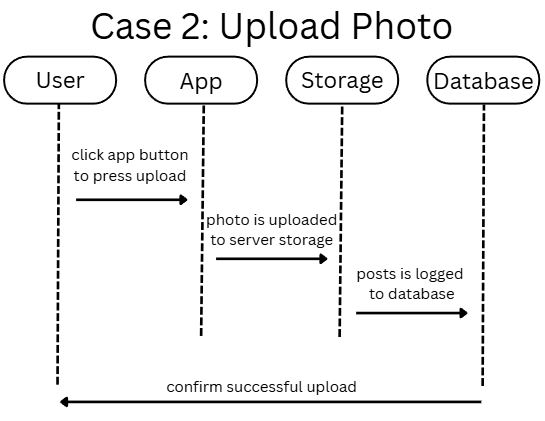 Case 2: Upload Photo
User
App
Storage
Database
click app button
to press upload
photo is uploaded
to server storage
posts is logged
to database
confirm successful upload